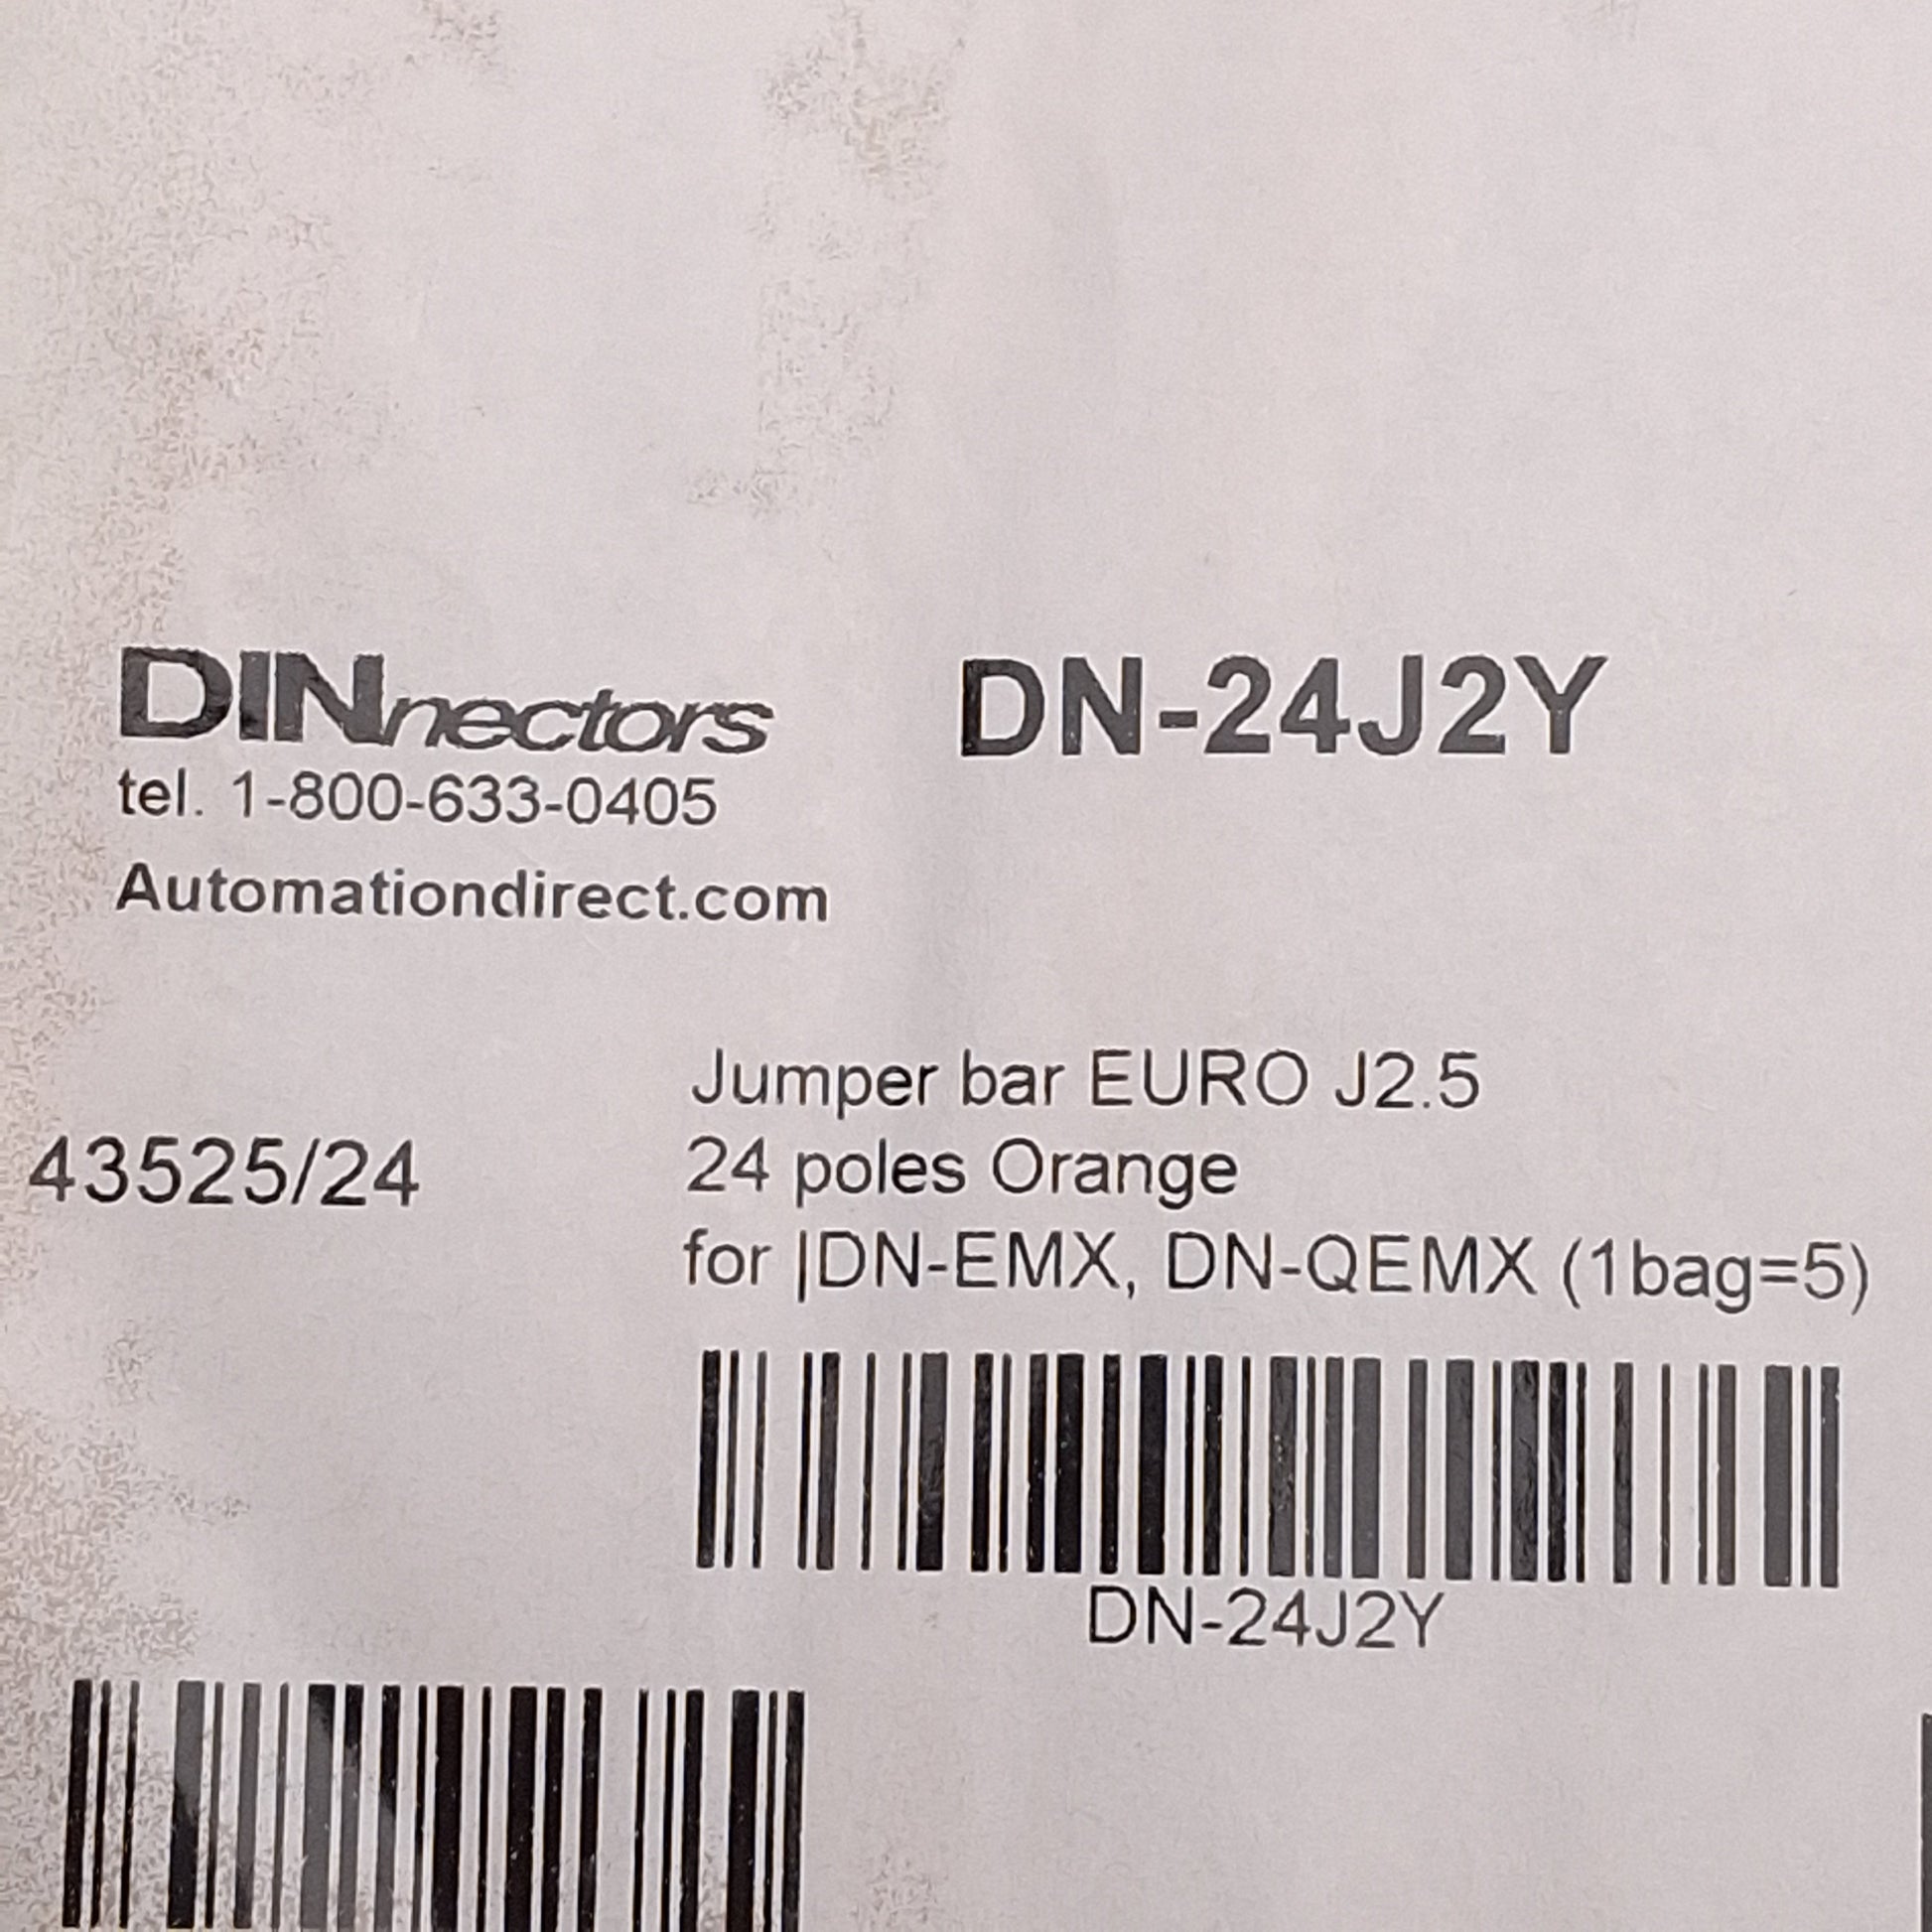 DINnectors DN-24J2Y
tel. 1-800-633-0405
Automationdirect.com
Jumper bar EURO J2.5
43525/24 24 poles Orange
for |DN-EMX, DN-QEMX (1bag=5)
DN-24J2Y